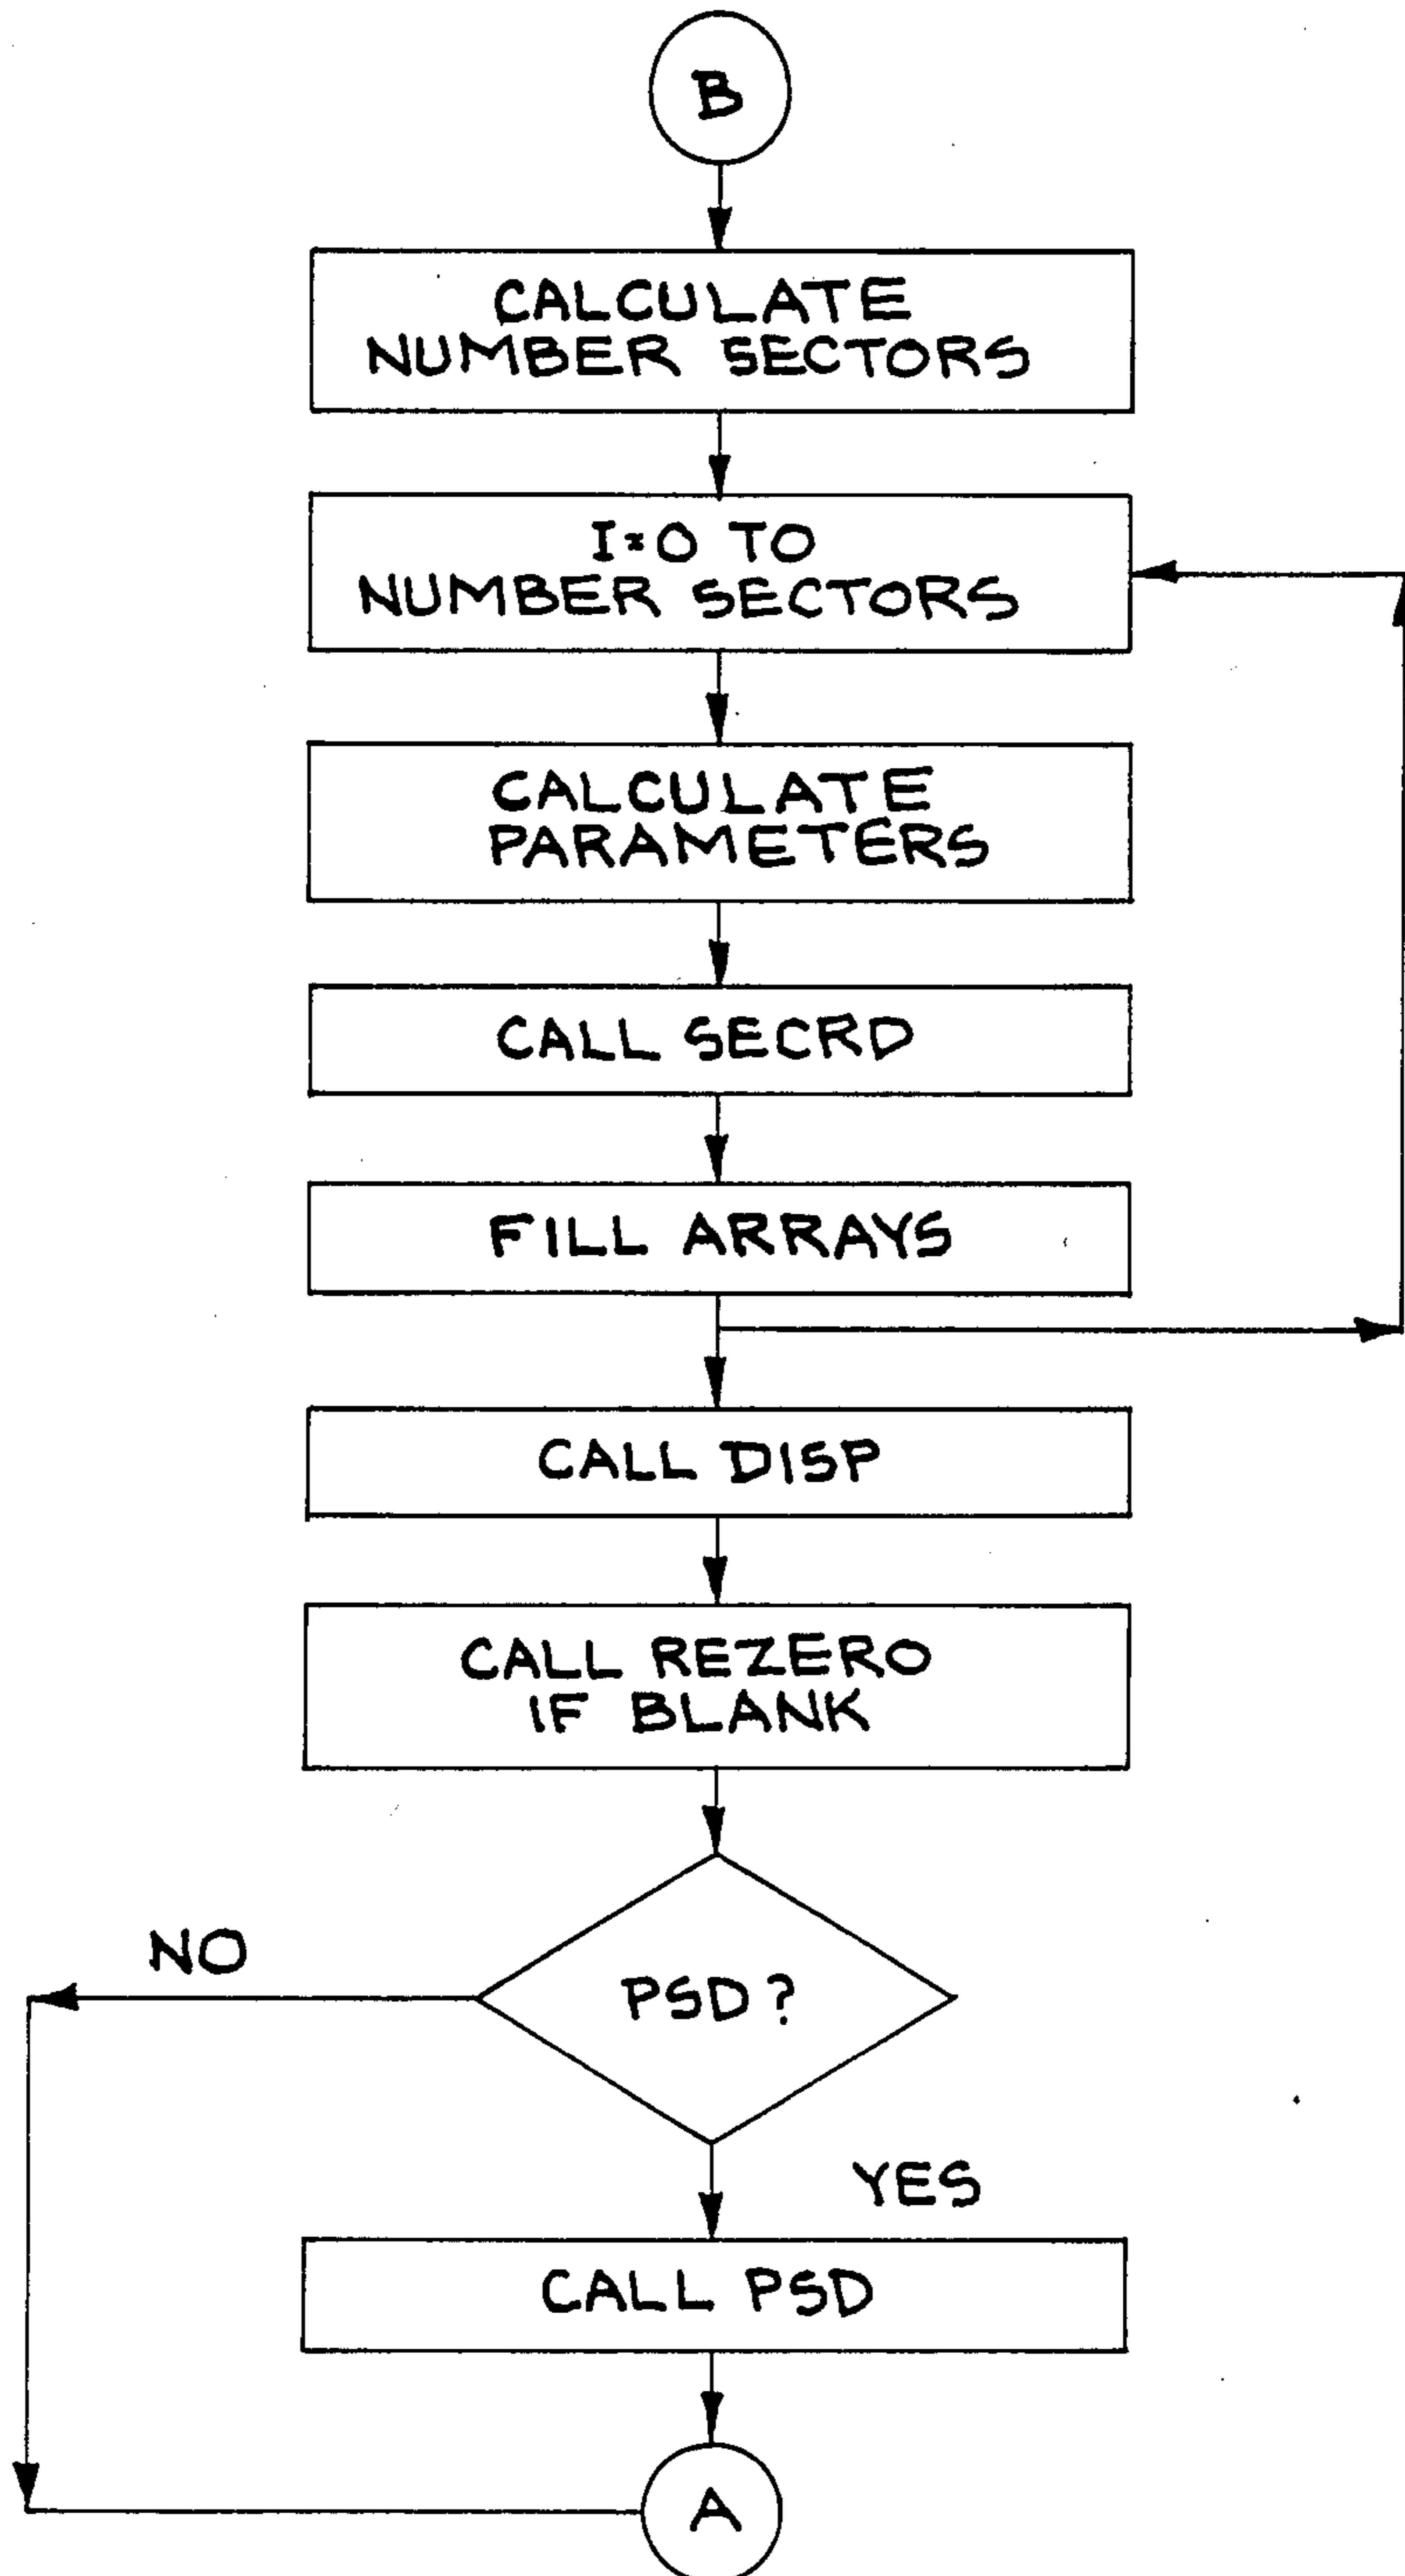 B
CALCULATE
NUMBER SECTORS
I=0 TO
NUMBER SECTORS
CALCULATE
PARAMETERS
CALL SECRD
FILL ARRAYS
CALL DISP
CALL REZERO
IF BLANK
NO
PSD?
YES
CALL PSD
A